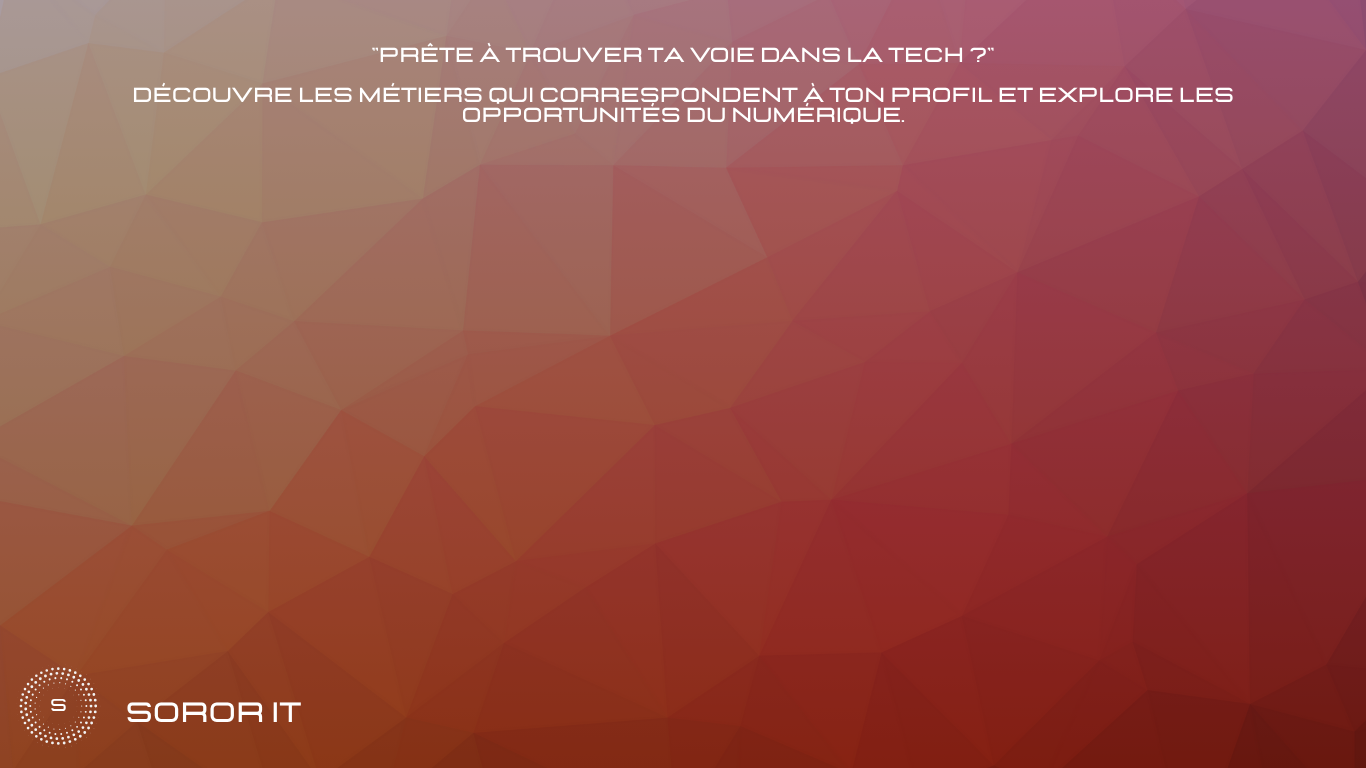 "PRÊTE À TROUVER TA VOIE DANS LA TECH ?"
DÉCOUVRE LES MÉTIERS QUI CORRESPONDENT À TON PROFIL ET EXPLORE LES
OPPORTUNITÉS DU NUMÉRIQUE.
S
SOROR IT